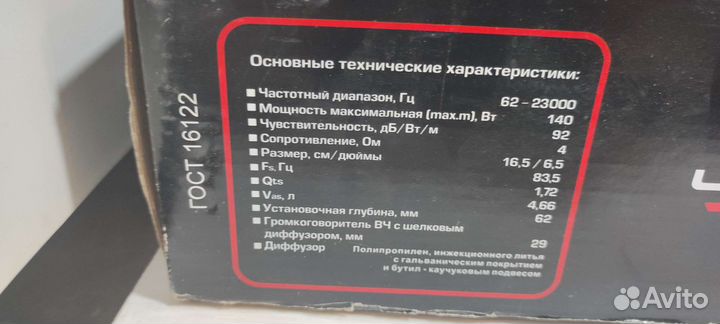 Основные технические характеристики:
Частотный диапазон, Гц 62 - 23000
Мощность максимальная (max.m), Вт 140
Чувствительность, дБ/Вт/м 92
Сопротивление, Ом 4
Размер, см/дюймы 16,5 / 6,5
Fs, Гц 83,5
Qts 1,72
Vas, л 4,66
Установочная глубина, мм 62
Громкоговоритель ВЧ с шелковым
диффузором, мм 29
Диффузор Полипропилен, инжекционного литья
с гальваническим покрытием
и бутил - каучуковым подвесом
ГОСТ 16122
Avito